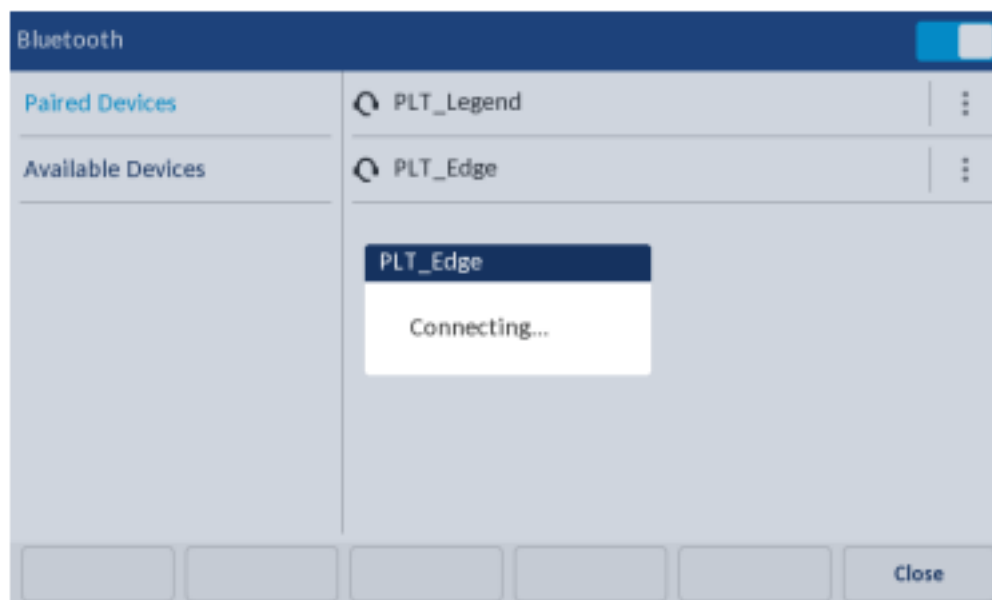 Bluetooth
Paired Devices
PLT_Legend
Available Devices
PLT_Edge
PLT_Edge
Connecting...
Close